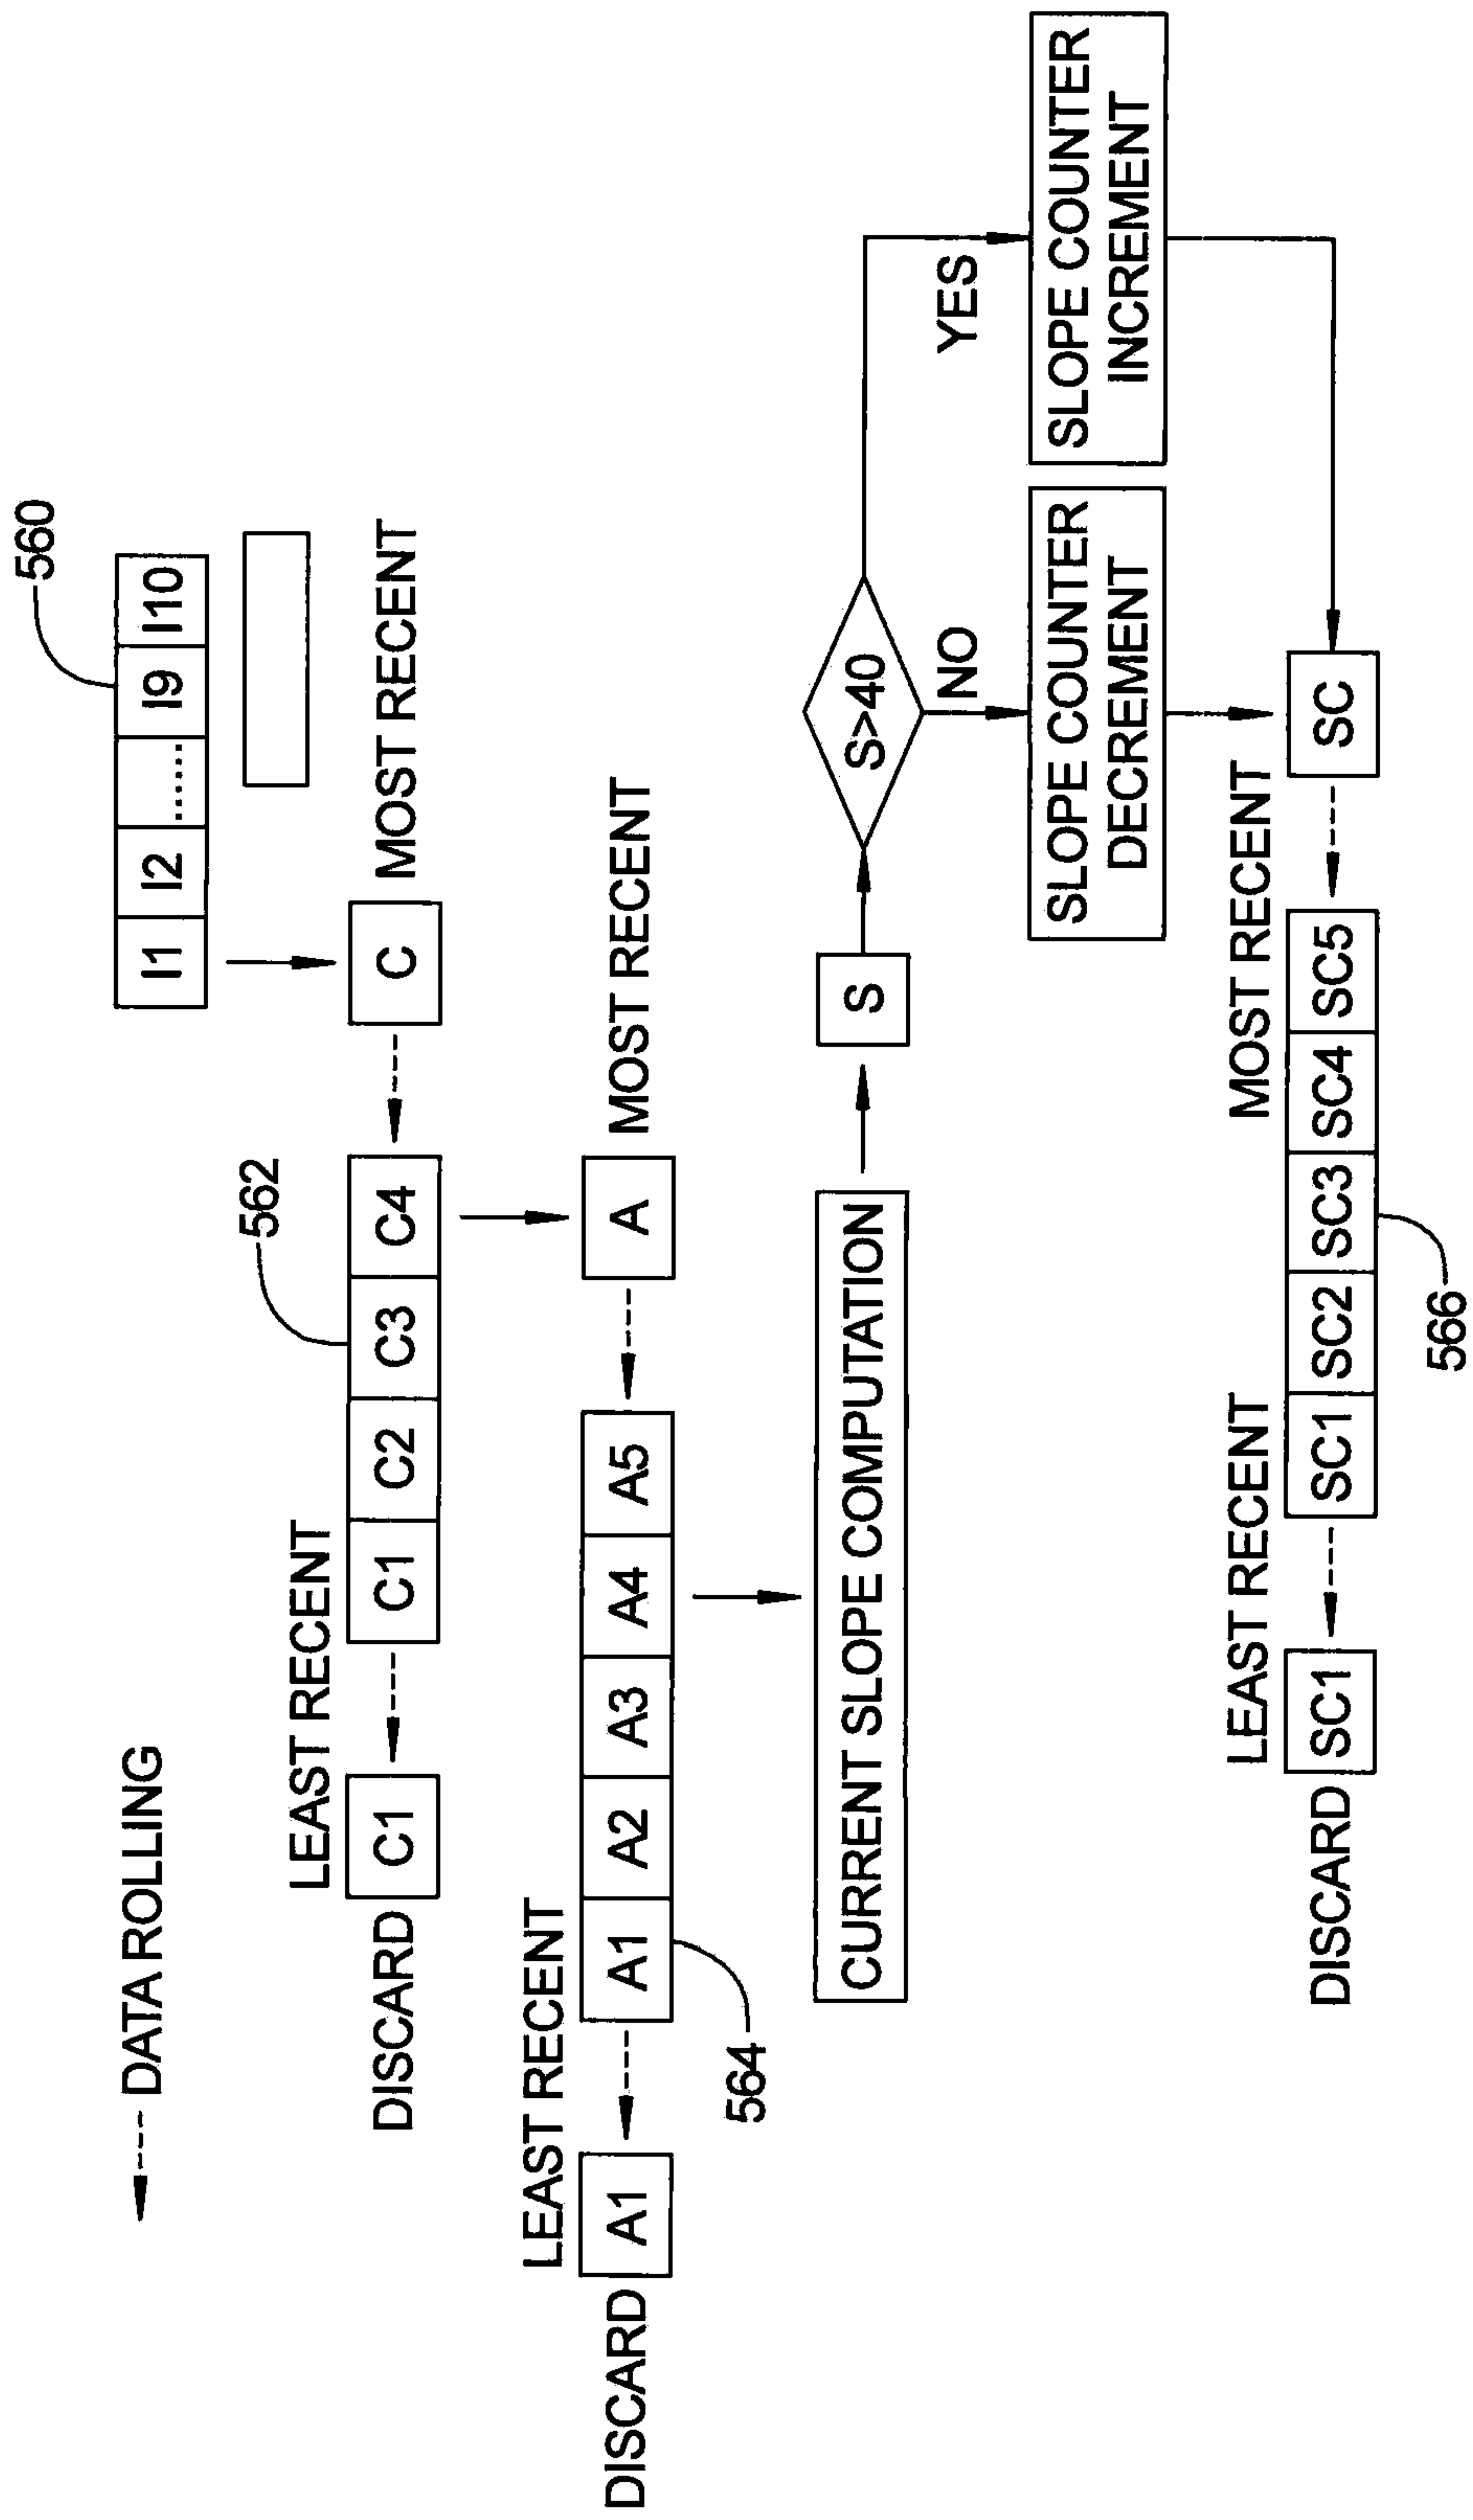 560
I1 I2 ..... I9 I10
DATA ROLLING
562
LEAST RECENT
C
MOST RECENT
DISCARD C1 C1 C2 C3 C4
LEAST RECENT
A
MOST RECENT
DISCARD A1 A1 A2 A3 A4 A5
564
CURRENT SLOPE COMPUTATION
S
S>40
YES
NO
SLOPE COUNTER
DECREMENT
SLOPE COUNTER
INCREMENT
LEAST RECENT
MOST RECENT
DISCARD SC1 SC1 SC2 SC3 SC4 SC5 SC
566